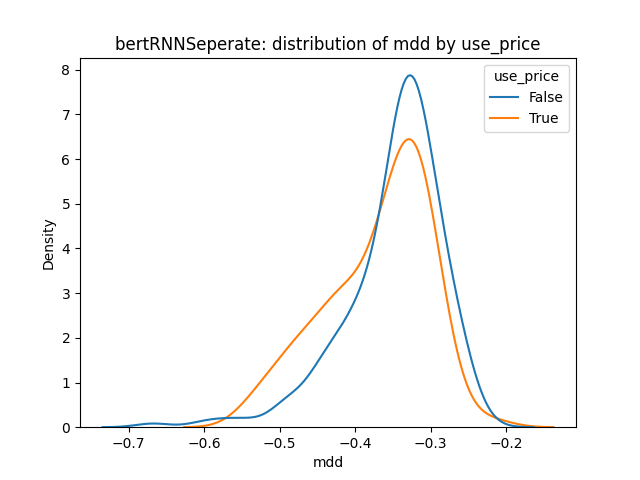 bertRNNSeperate: distribution of mdd by use_price
use_price
False
True
Density
8
7
6
5
4
3
2
1
0
−0.7 −0.6 −0.5 −0.4 −0.3 −0.2
mdd